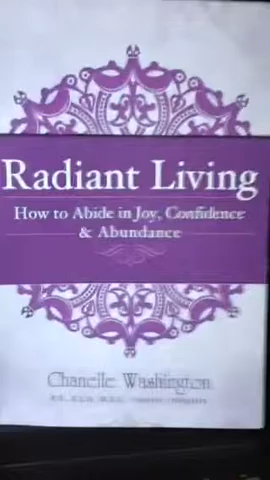 Radiant Living
How to Abide in Joy, Confidence
& Abundance
Chanelle Washington